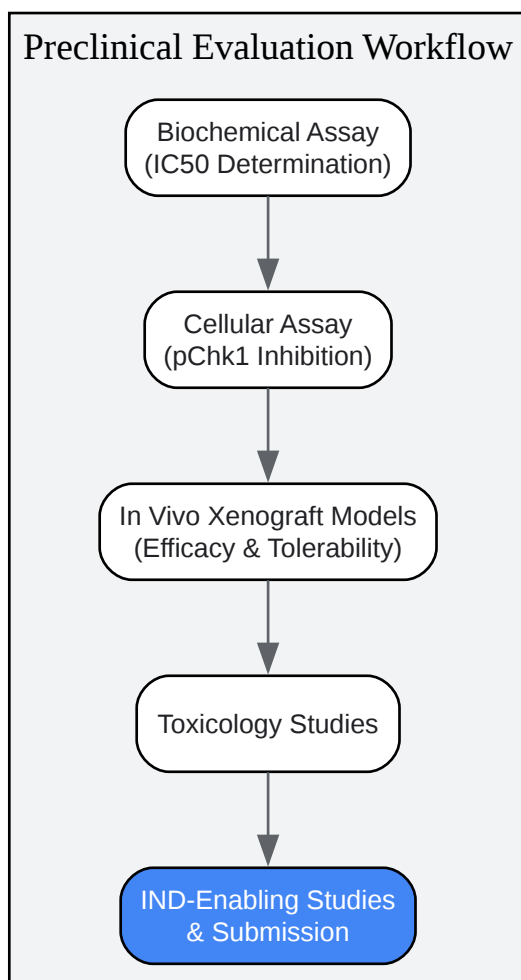 Preclinical Evaluation Workflow
Biochemical Assay
(IC50 Determination)
Cellular Assay
(pChk1 Inhibition)
In Vivo Xenograft Models
(Efficacy & Tolerability)
Toxicology Studies
IND-Enabling Studies
& Submission